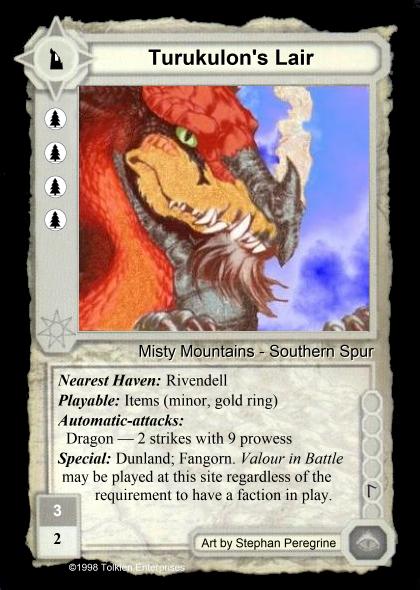 Turukulon's Lair
Misty Mountains - Southern Spur
Nearest Haven: Rivendell
Playable: Items (minor, gold ring)
Automatic-attacks:
Dragon — 2 strikes with 9 prowess
Special: Dunland; Fangorn. Valour in Battle
may be played at this site regardless of the
requirement to have a faction in play.
3
2
Art by Stephan Peregrine
©1998 Tolkien Enterprises